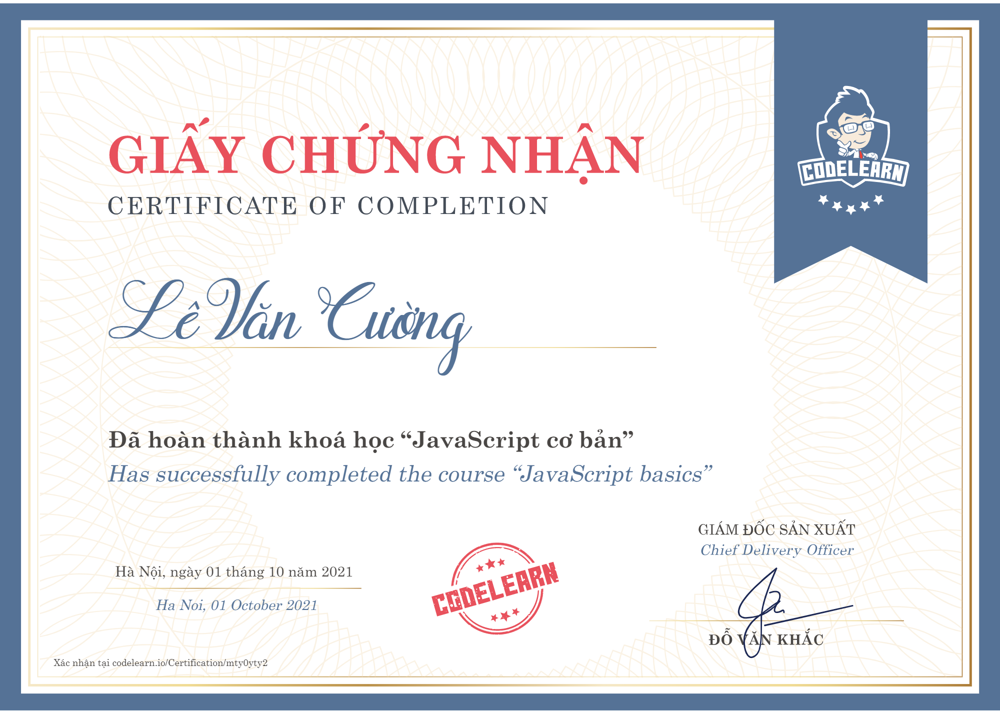 GIẤY CHỨNG NHẬN
CERTIFICATE OF COMPLETION
{...} {...}
CODELEARN
Lê Văn Cường
Đã hoàn thành khoá học “JavaScript cơ bản”
Has successfully completed the course “JavaScript basics”
GIÁM ĐỐC SẢN XUẤT
Chief Delivery Officer
Hà Nội, ngày 01 tháng 10 năm 2021
Ha Noi, 01 October 2021
CODELEARN
ĐỖ VĂN KHẮC
Xác nhận tại codelearn.io/Certification/mty0yty2